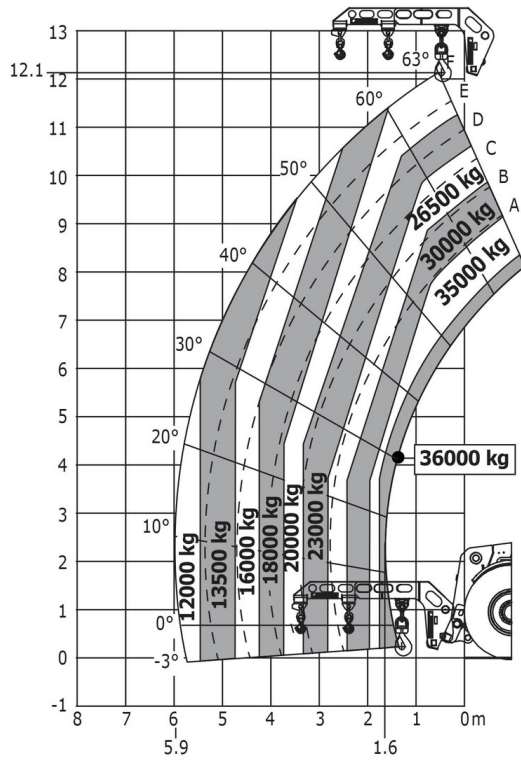 13
12.1
12
11
10
9
8
7
6
5
4
3
2
1
0
-1
63°
F
E
D
C
B
A
60°
50°
40°
30°
20°
10°
0°
-3°
26500 kg
30000 kg
35000 kg
36000 kg
12000 kg
13500 kg
16000 kg
18000 kg
20000 kg
23000 kg
8 7 6 5 4 3 2 1 0m
5.9 1.6